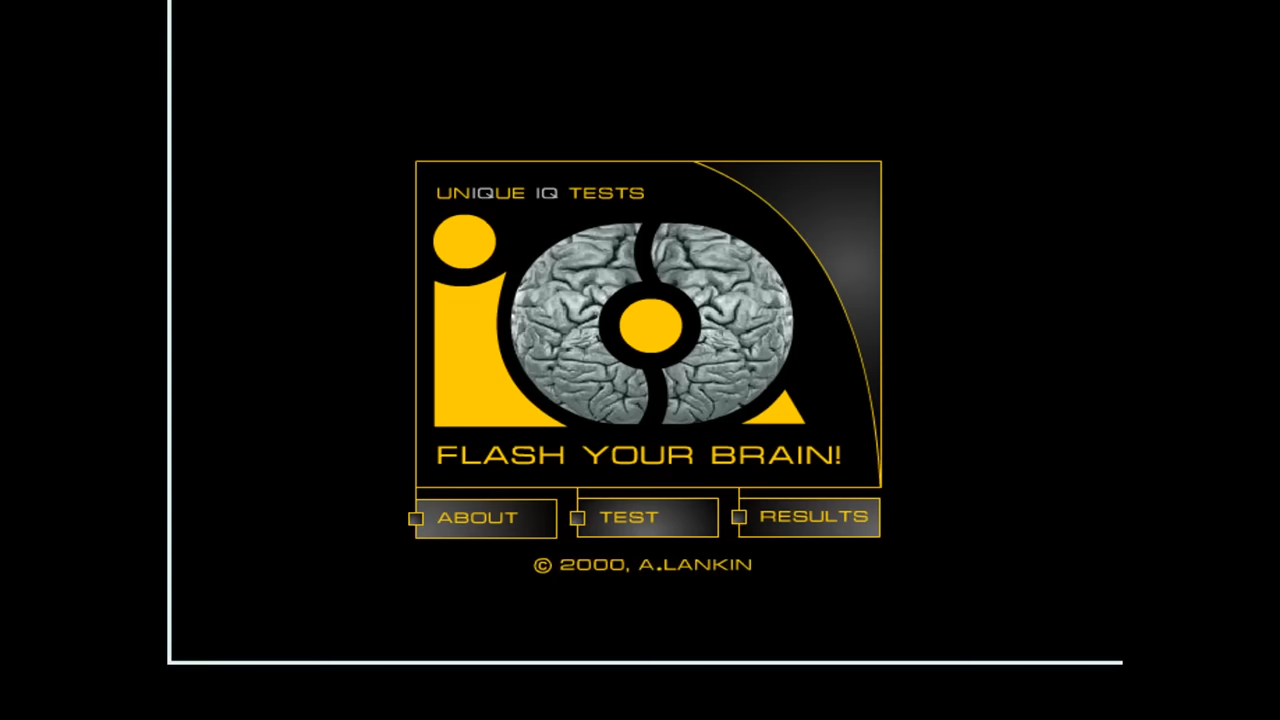 UNIQUE IQ TESTS
iQ
FLASH YOUR BRAIN!
ABOUT
TEST
RESULTS
© 2000, A.LANKIN